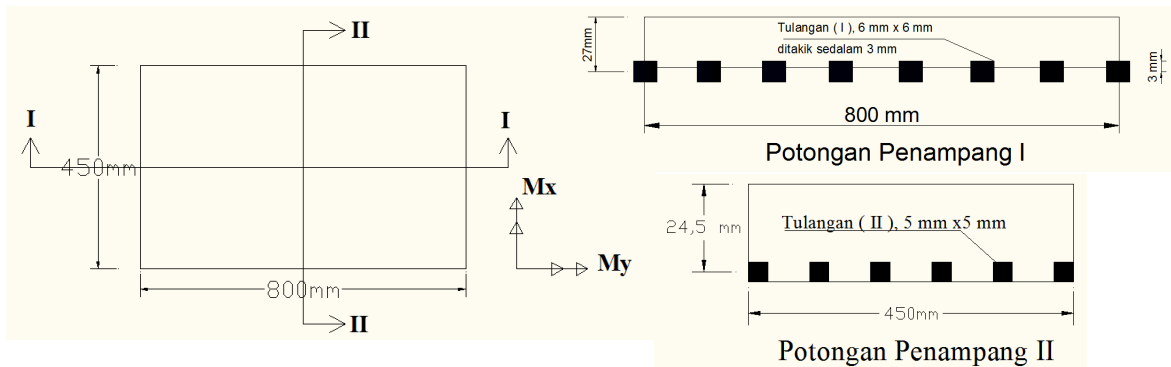 II
I
I
450mm
Mx
My
800mm
II
27mm
Tulangan ( I ), 6 mm x 6 mm
ditakik sedalam 3 mm
3 mm
800 mm
Potongan Penampang I
24,5 mm
Tulangan ( II ), 5 mm x5 mm
450mm
Potongan Penampang II